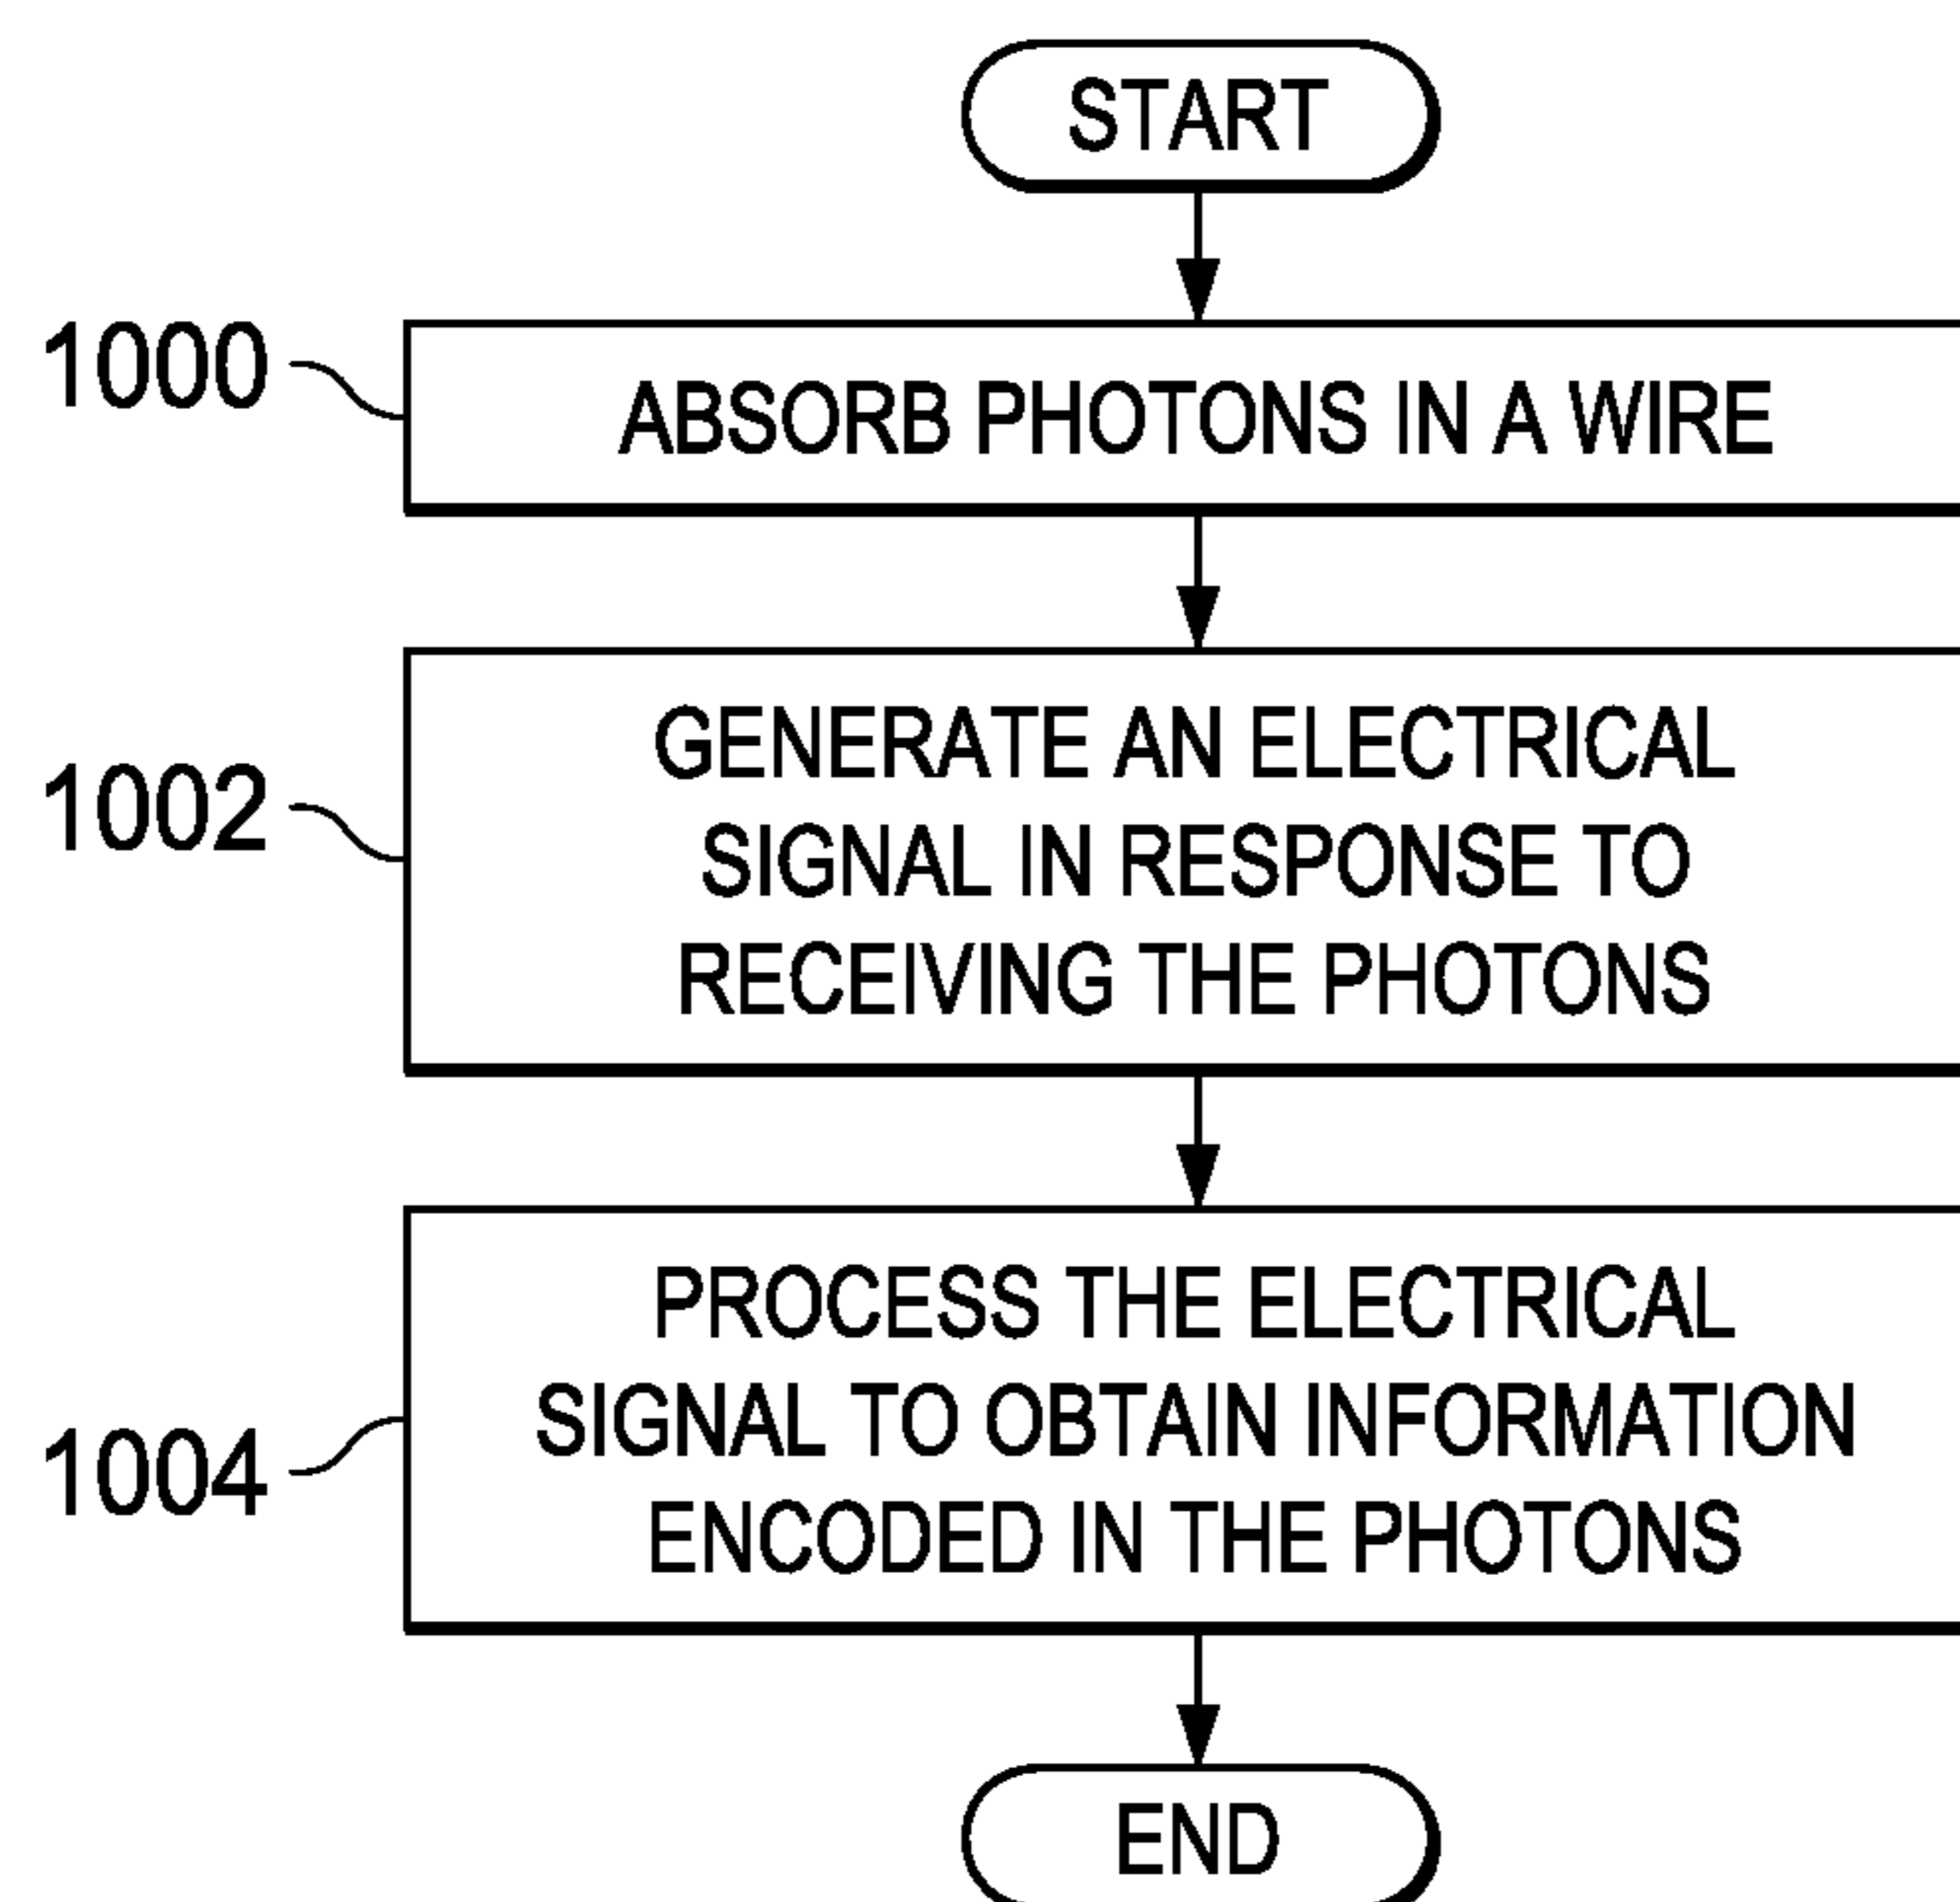 START
1000
ABSORB PHOTONS IN A WIRE
1002
GENERATE AN ELECTRICAL
SIGNAL IN RESPONSE TO
RECEIVING THE PHOTONS
1004
PROCESS THE ELECTRICAL
SIGNAL TO OBTAIN INFORMATION
ENCODED IN THE PHOTONS
END